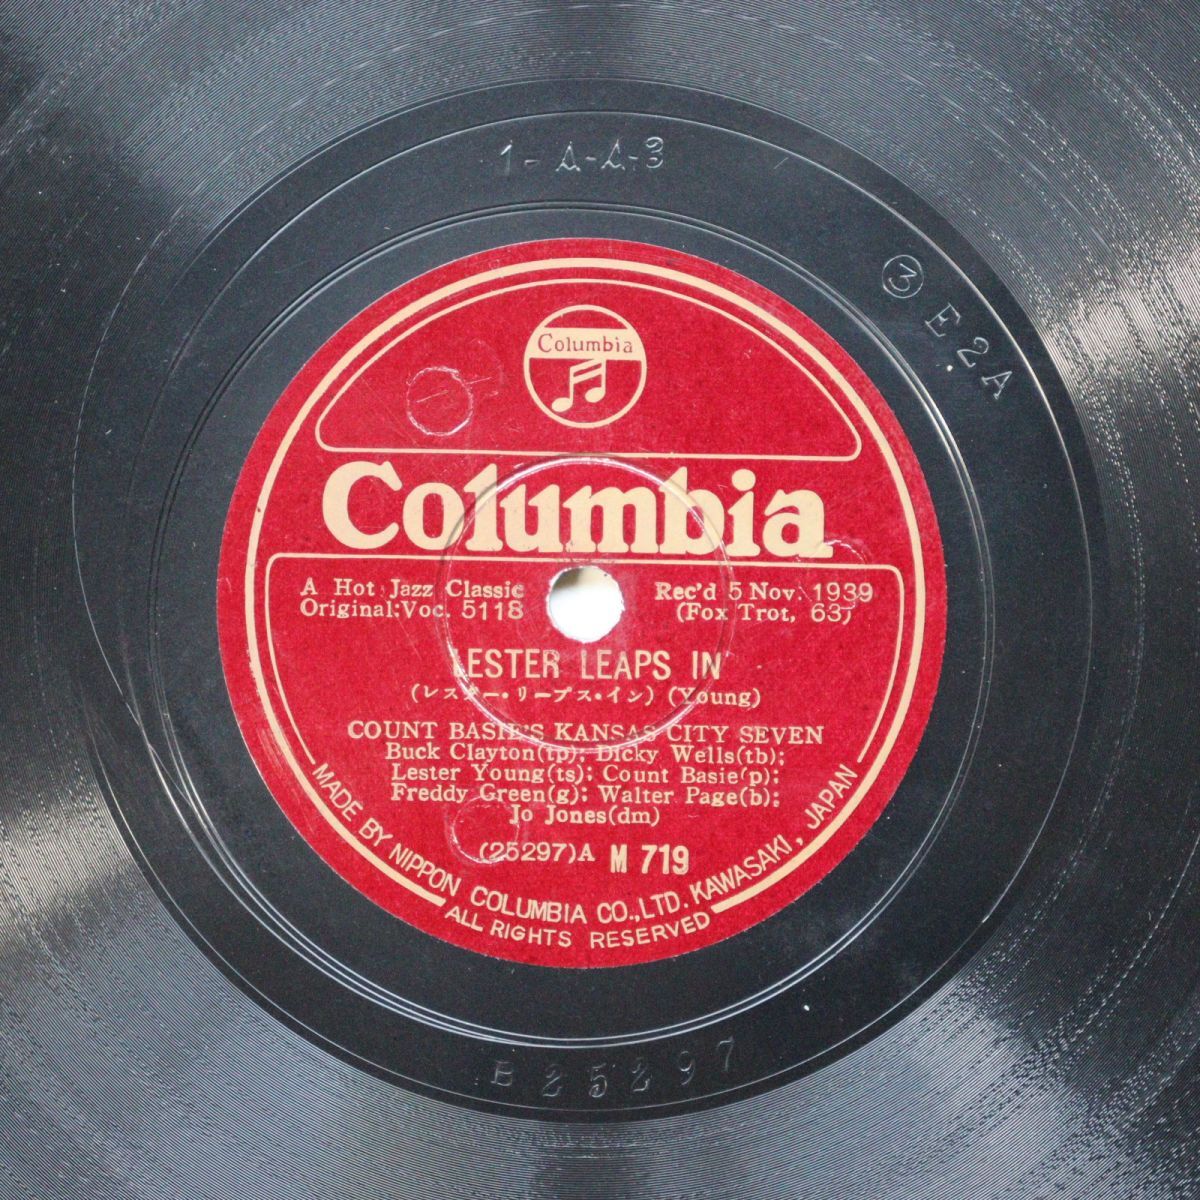 1-A-A-3
③ E2A
Columbia
Columbia
A Hot Jazz Classic
Original:Voc. 5118
Rec'd 5 Nov. 1939
(Fox Trot, 63)
LESTER LEAPS IN
(レスター・リープス・イン) (Young)
COUNT BASIE'S KANSAS CITY SEVEN
Buck Clayton(tp); Dicky Wells(tb);
Lester Young(ts); Count Basie(p);
Freddy Green(g); Walter Page(b);
Jo Jones(dm)
(25297)A M 719
MADE BY NIPPON COLUMBIA CO.,LTD. KAWASAKI, JAPAN
ALL RIGHTS RESERVED
B 25297